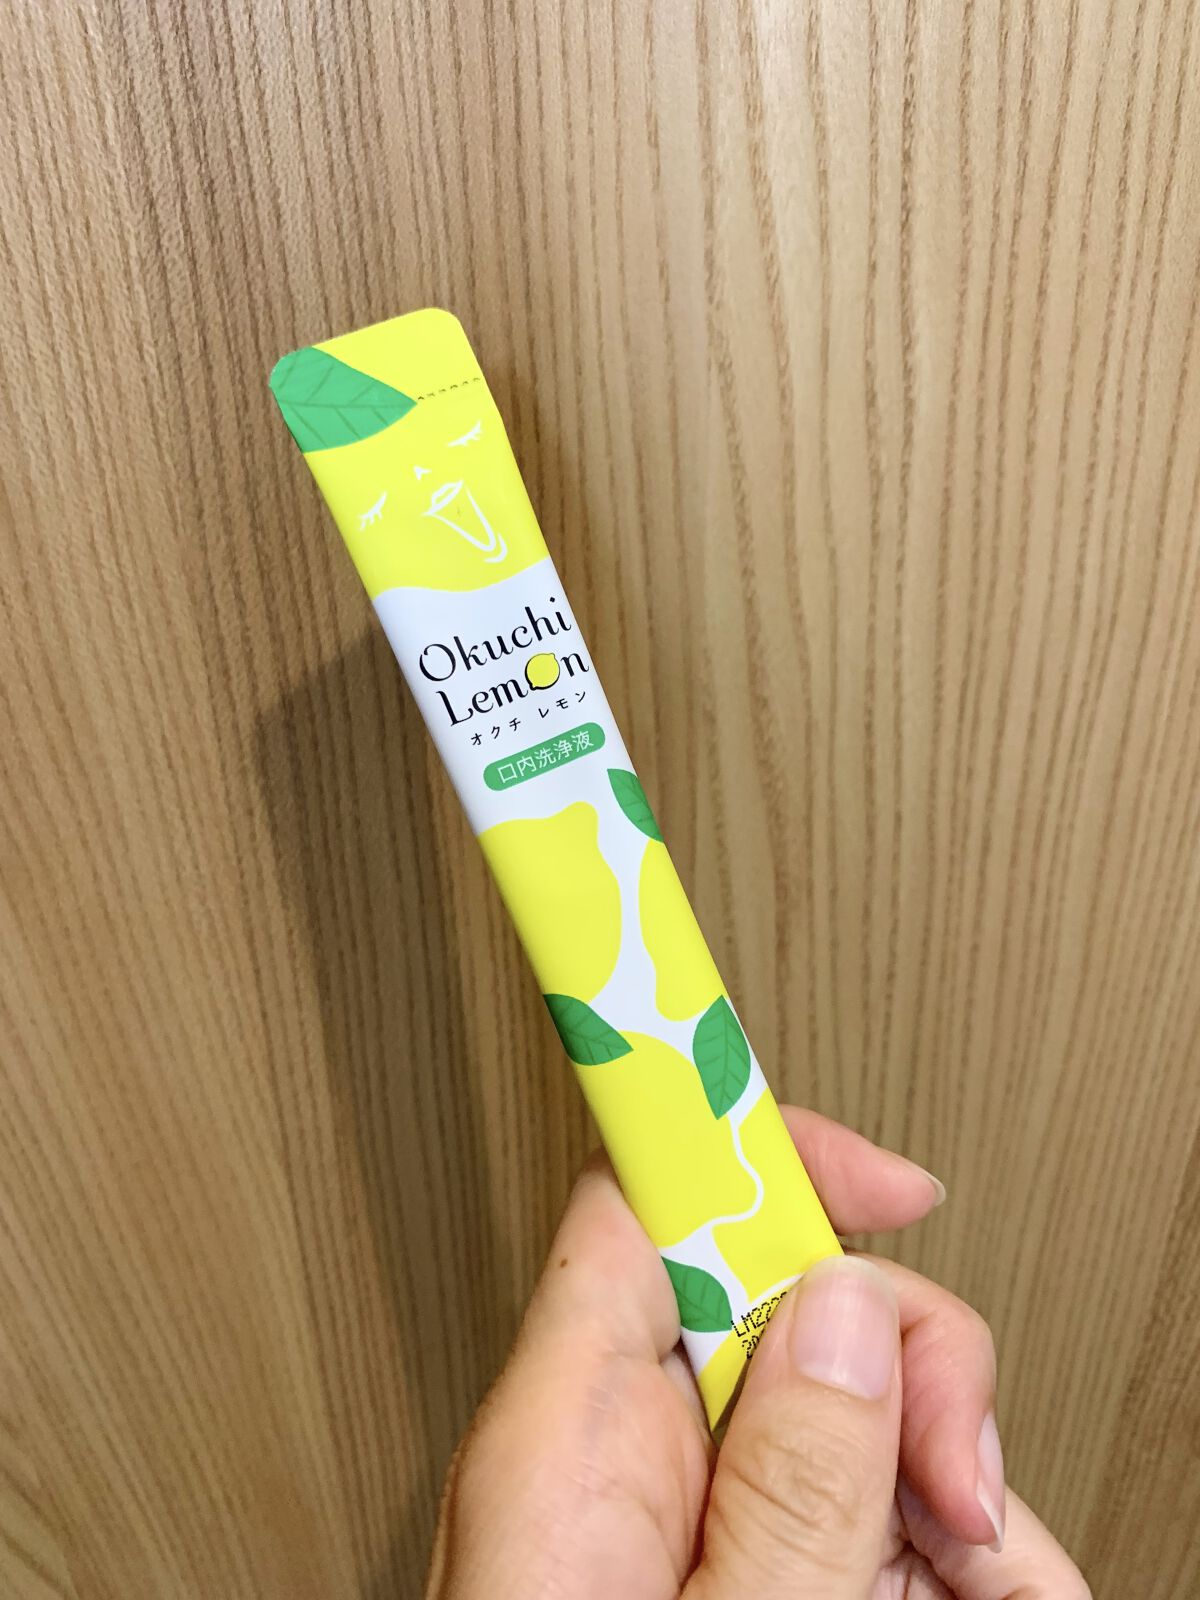 Okuchi
Lemon
オクチ レモン
口内洗浄液